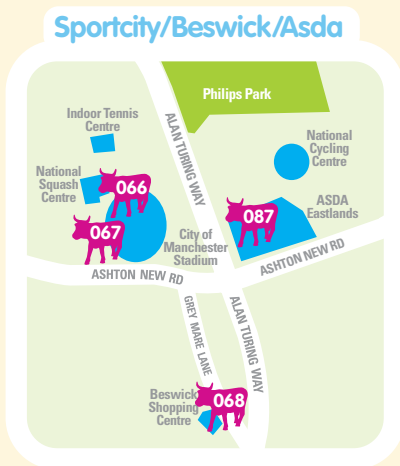 Sportcity/Beswick/Asda
Philips Park
Indoor Tennis
Centre
ALAN TURING WAY
National
Cycling
Centre
National
Squash
Centre
066
067
087
ASDA
Eastlands
City of
Manchester
Stadium
ASHTON NEW RD
ASHTON NEW RD
GREY MARE LANE
ALAN TURING WAY
Beswick
Shopping
Centre
068